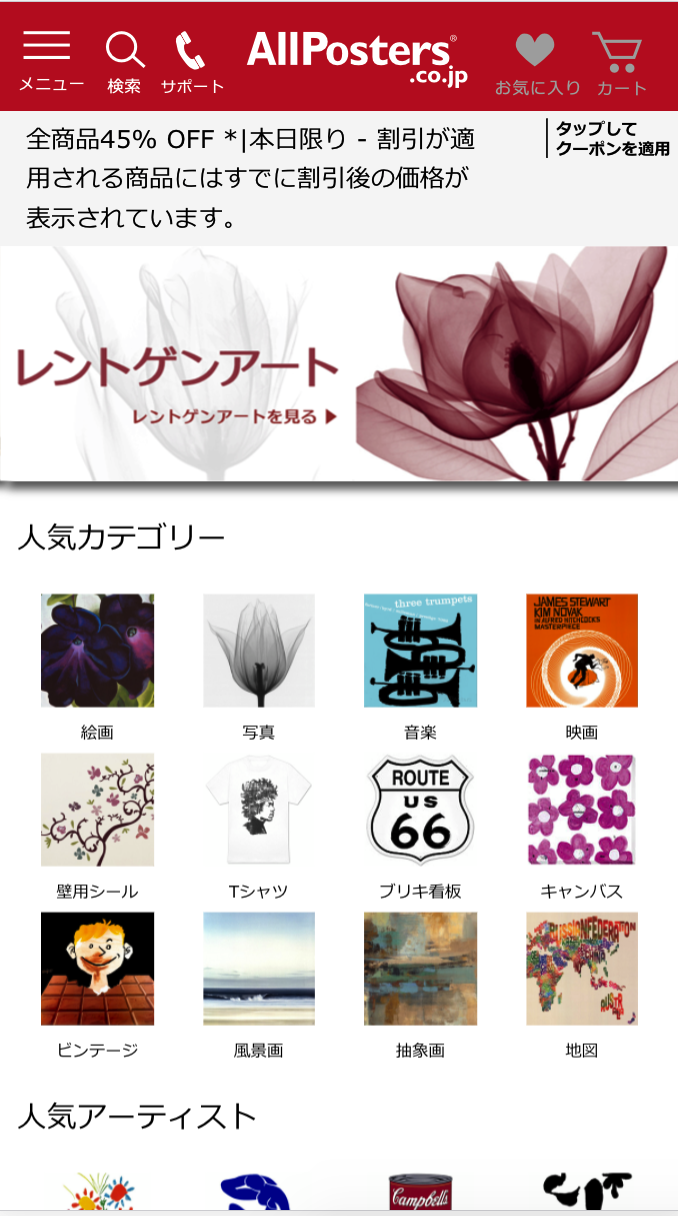 メニュー
検索
サポート
AllPosters®
.co.jp
お気に入り
カート
全商品45% OFF *|本日限り - 割引が適
用される商品にはすでに割引後の価格が
表示されています。
タップして
クーポンを適用
レントゲンアート
レントゲンアートを見る ▶
人気カテゴリー
three trumpets
JAMES STEWART
KIM NOVAK
IN ALFRED HITCHCOCK'S
MASTERPIECE
絵画
写真
音楽
映画
ROUTE
US
66
壁用シール
Tシャツ
ブリキ看板
キャンバス
RUSSIAN FEDERATION
CHINA
ビンテージ
風景画
抽象画
地図
人気アーティスト
Campbell's